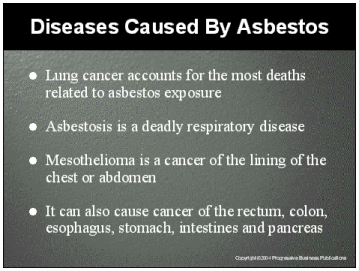 Diseases Caused By Asbestos
● Lung cancer accounts for the most deaths
related to asbestos exposure
● Asbestosis is a deadly respiratory disease
● Mesothelioma is a cancer of the lining of the
chest or abdomen
● It can also cause cancer of the rectum, colon,
esophagus, stomach, intestines and pancreas
Copyright ©2004 Progressive Business Publications